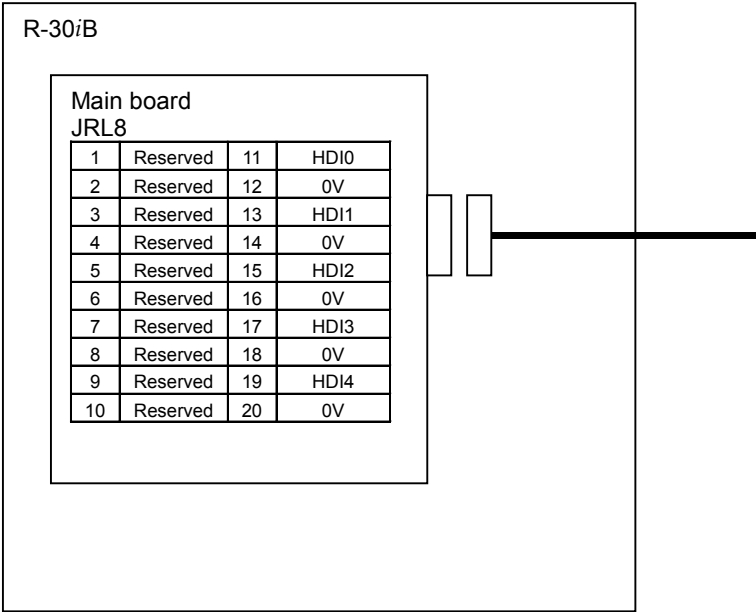 R-30iB
Main board
JRL8
1 Reserved 11 HDI0
2 Reserved 12 0V
3 Reserved 13 HDI1
4 Reserved 14 0V
5 Reserved 15 HDI2
6 Reserved 16 0V
7 Reserved 17 HDI3
8 Reserved 18 0V
9 Reserved 19 HDI4
10 Reserved 20 0V